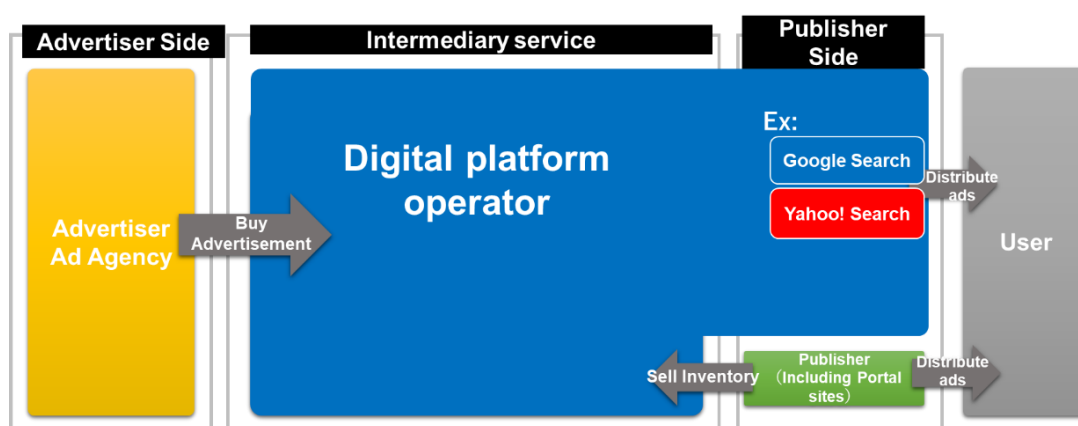 Advertiser Side
Intermediary service
Publisher
Side
Advertiser
Ad Agency
Buy
Advertisement
Digital platform
operator
Ex:
Google Search
Yahoo! Search
Distribute
ads
User
Sell Inventory
Publisher
（Including Portal
sites）
Distribute
ads